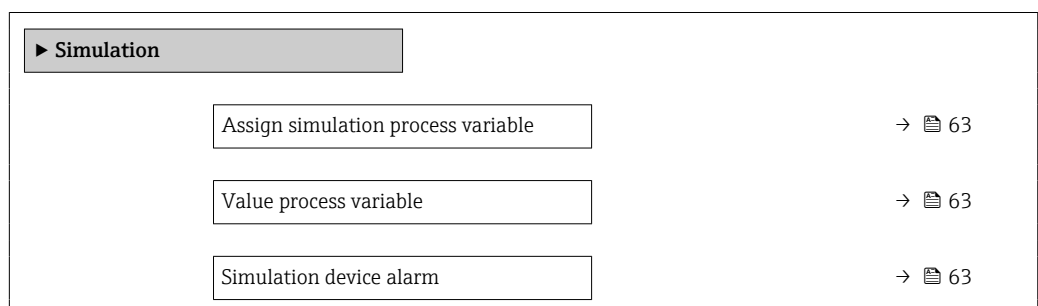 ▶ Simulation
Assign simulation process variable → 63
Value process variable → 63
Simulation device alarm → 63